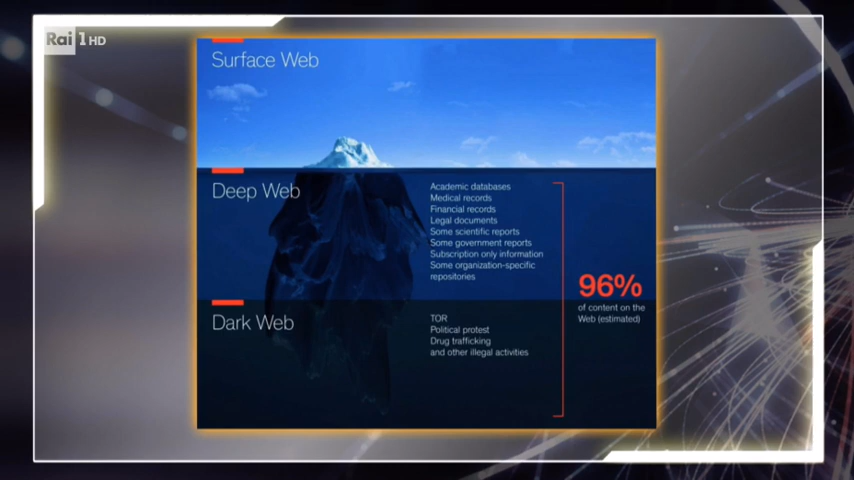 Rai 1 HD
Surface Web
Deep Web
Academic databases
Medical records
Financial records
Legal documents
Some scientific reports
Some government reports
Subscription only information
Some organization-specific
repositories
96%
of content on the
Web (estimated)
Dark Web
TOR
Political protest
Drug trafficking
and other illegal activities